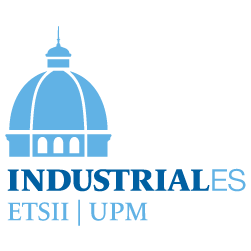 INDUSTRIALES
ETSII | UPM